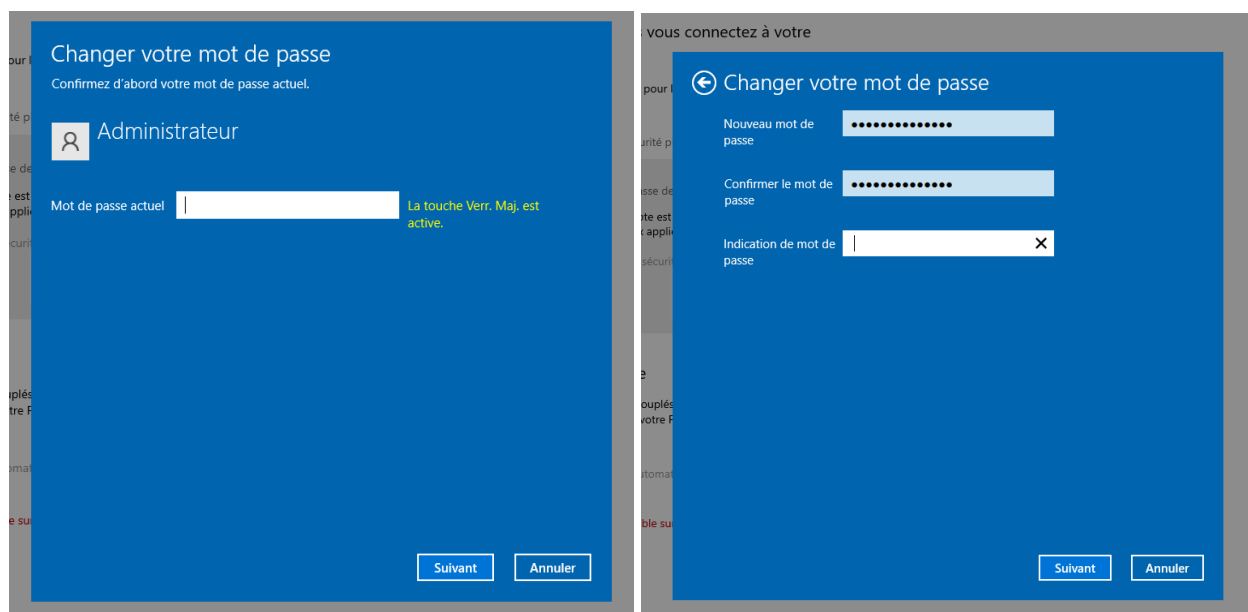 Changer votre mot de passe
Confirmez d'abord votre mot de passe actuel.
Administrateur
Mot de passe actuel
La touche Verr. Maj. est
active.
Suivant
Annuler
vous connectez à votre
pour
Changer votre mot de passe
Nouveau mot de
passe
••••••••••••••
Confirmer le mot de
passe
••••••••••••••
Indication de mot de
passe
Suivant
Annuler